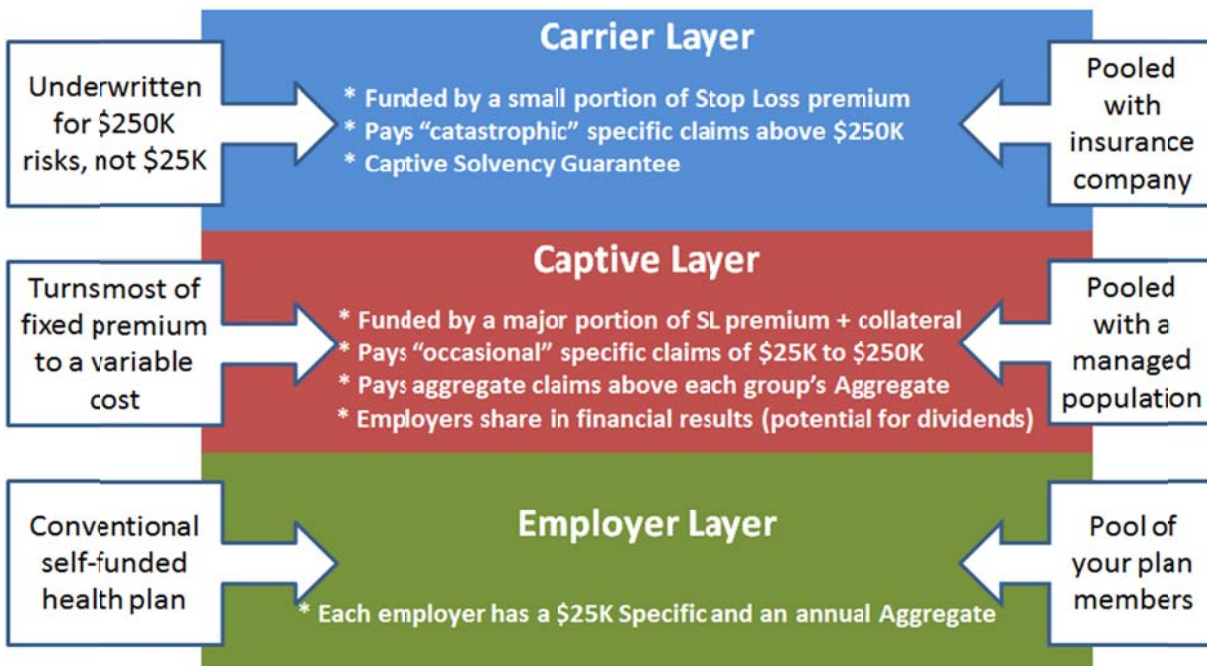 Carrier Layer
Underwritten
for $250K
risks, not $25K
* Funded by a small portion of Stop Loss premium
* Pays “catastrophic” specific claims above $250K
* Captive Solvency Guarantee
Pooled
with
insurance
company
Captive Layer
Turnsmost of
fixed premium
to a variable
cost
* Funded by a major portion of SL premium + collateral
* Pays “occasional” specific claims of $25K to $250K
* Pays aggregate claims above each group’s Aggregate
* Employers share in financial results (potential for dividends)
Pooled
with a
managed
population
Employer Layer
Conventional
self-funded
health plan
* Each employer has a $25K Specific and an annual Aggregate
Pool of
your plan
members